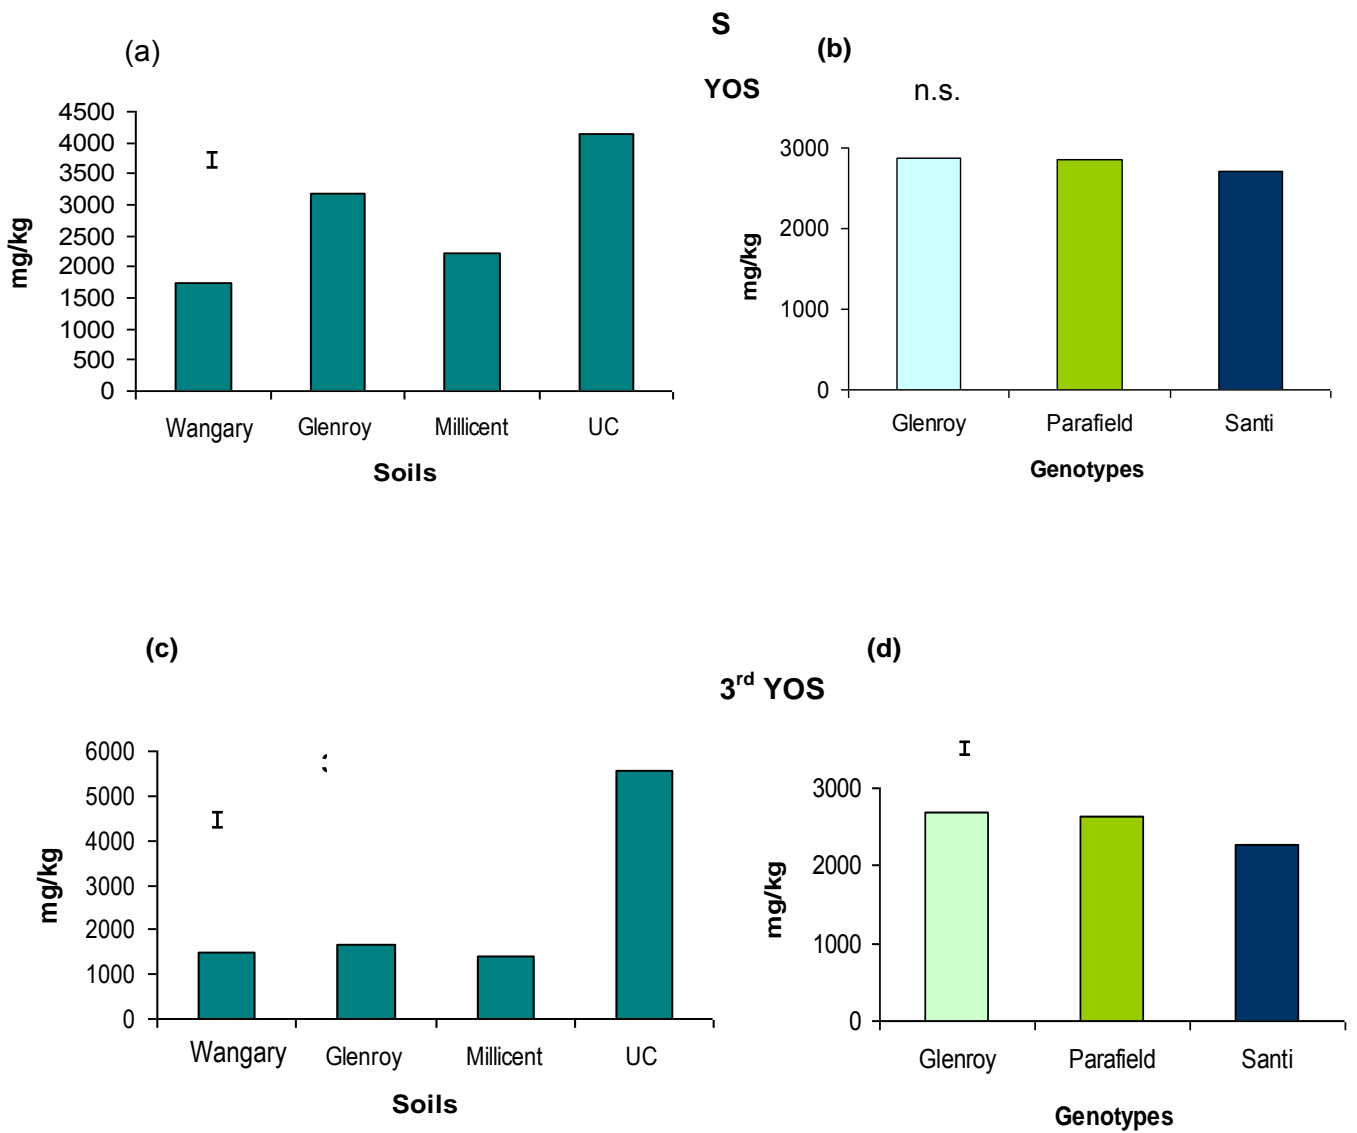 S
(a)
(b)
YOS
n.s.
4500
4000
3500
3000
2500
2000
1500
1000
500
0
mg/kg
Wangary Glenroy Millicent UC
Soils
3000
2000
1000
0
mg/kg
Glenroy Parafield Santi
Genotypes
(c)
(d)
3rd YOS
6000
5000
4000
3000
2000
1000
0
mg/kg
Wangary Glenroy Millicent UC
Soils
3000
2000
1000
0
mg/kg
Glenroy Parafield Santi
Genotypes